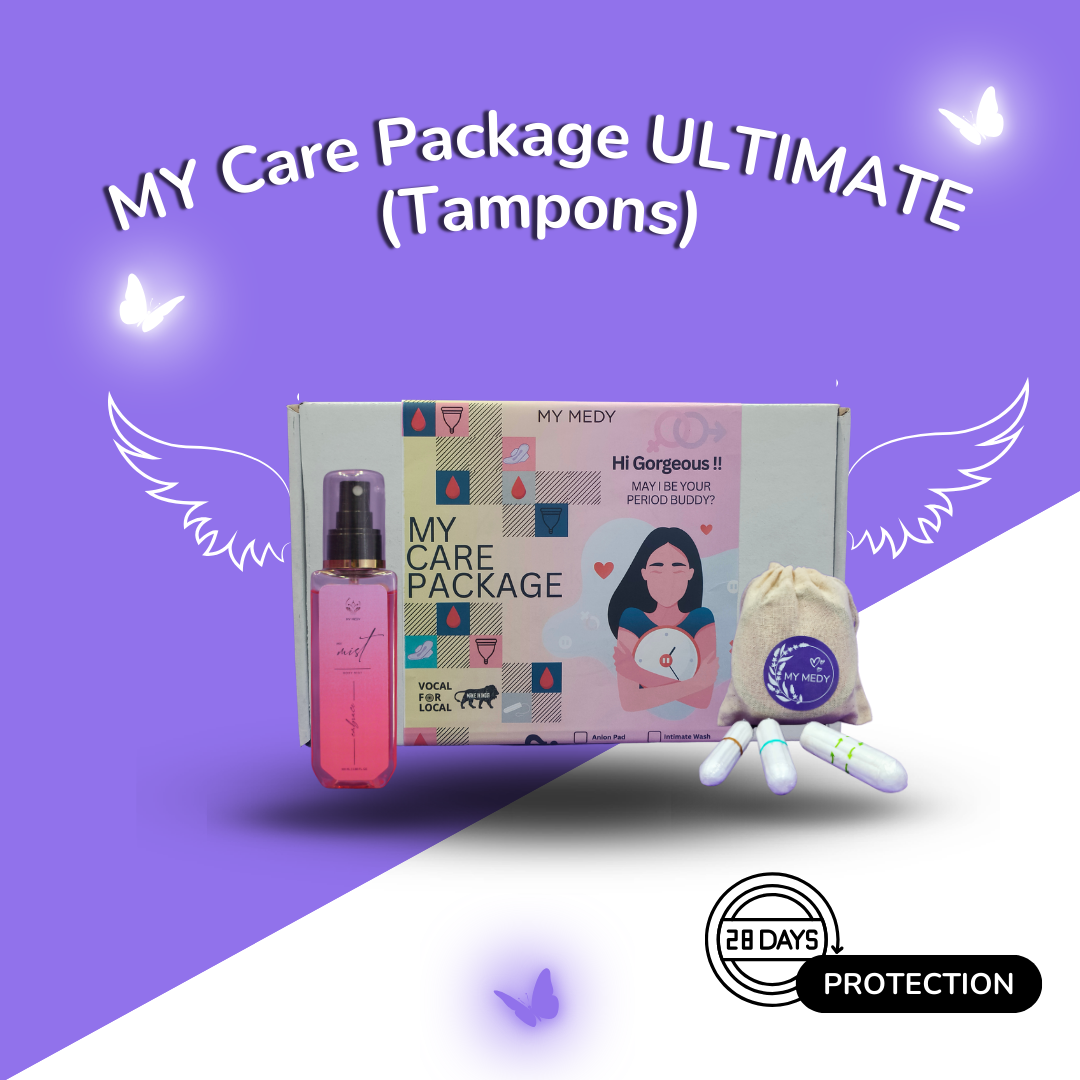 MY Care Package ULTIMATE
(Tampons)
MY MEDY
Hi Gorgeous !!
MAY I BE YOUR
PERIOD BUDDY?
MY
CARE
PACKAGE
VOCAL
FOR
LOCAL
Anion Pad
Intimate Wash
mist
MY MEDY
28 DAYS
PROTECTION